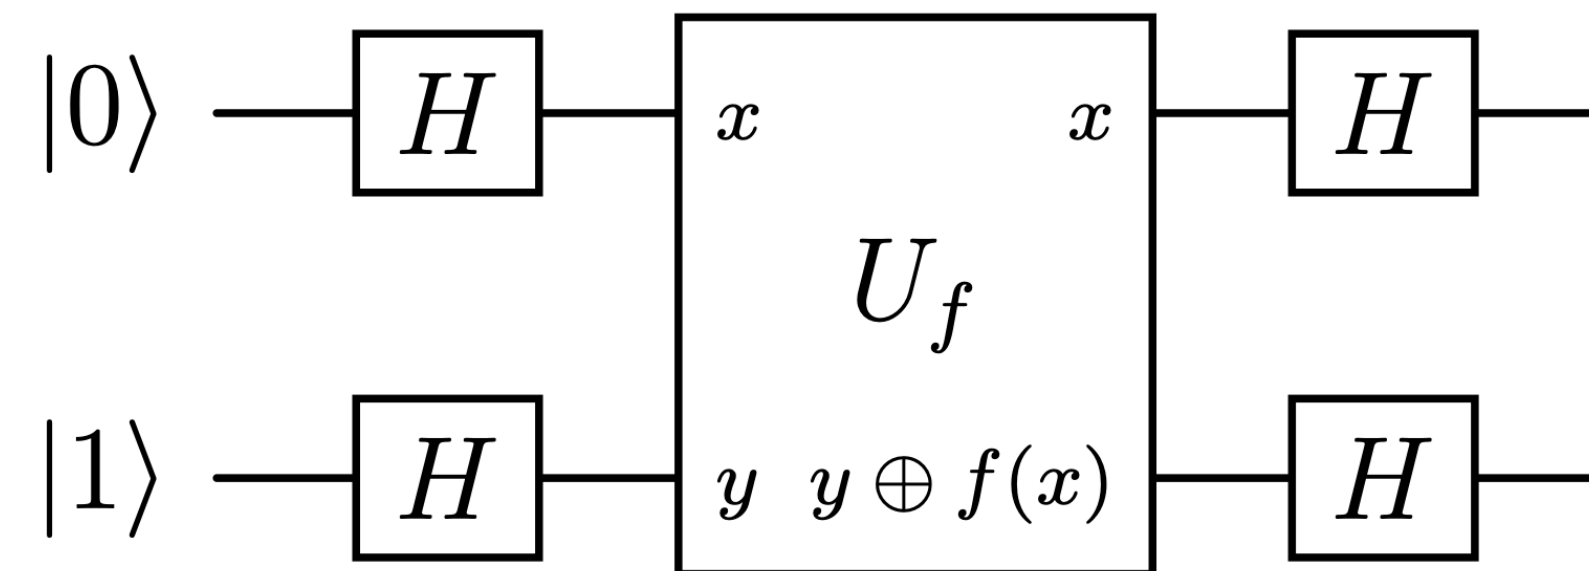 |0⟩ H x x H
U_f
|1⟩ H y y ⊕ f(x) H